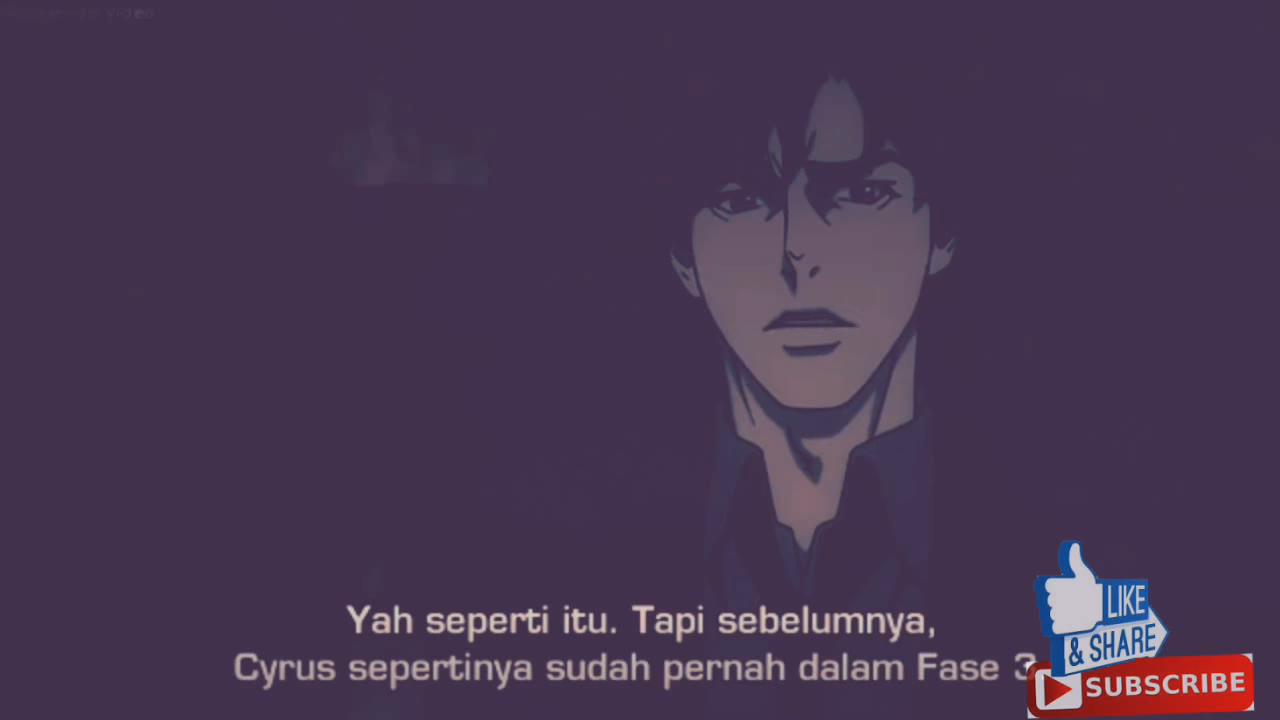 Yah seperti itu. Tapi sebelumnya,
Cyrus sepertinya sudah pernah dalam Fase 3
LIKE
& SHARE
SUBSCRIBE